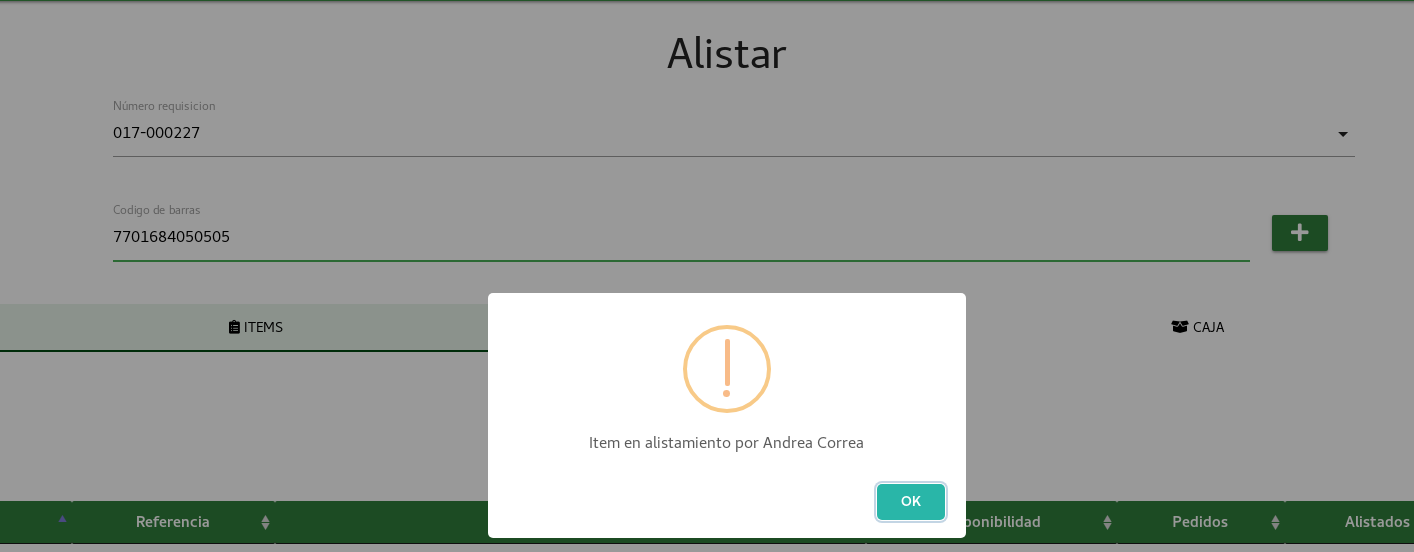 Alistar
Número requisicion
017-000227
Codigo de barras
7701684050505
ITEMS
CAJA
Item en alistamiento por Andrea Correa
OK
Referencia
ponibilidad
Pedidos
Alistados